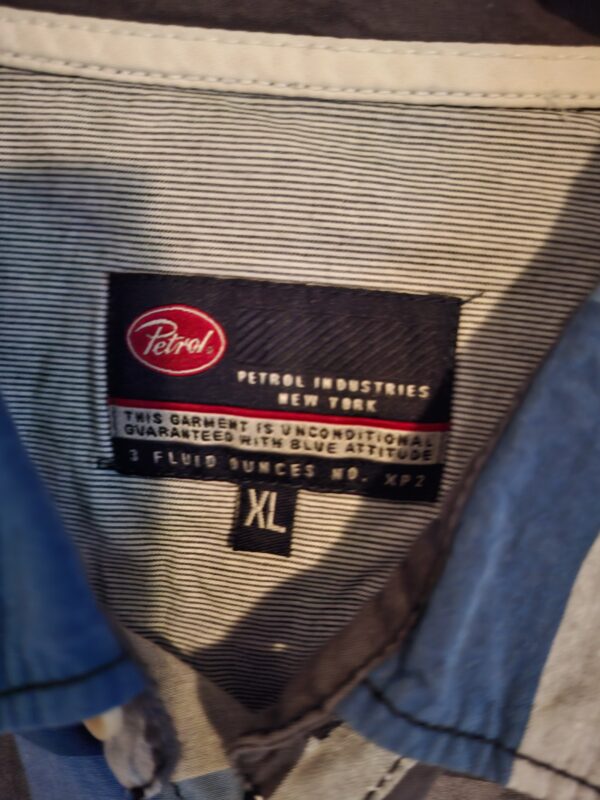 Petrol
PETROL INDUSTRIES
NEW YORK
THIS GARMENT IS UNCONDITIONAL
GUARANTEED WITH BLUE ATTITUDE
3 FLUID OUNCES NO. XP2
XL